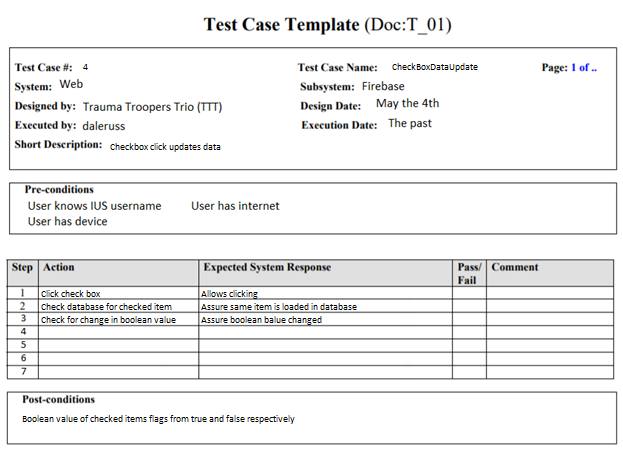 Test Case Template (Doc:T_01)
Test Case #: 4 Test Case Name: CheckBoxDataUpdate Page: 1 of ..
System: Web Subsystem: Firebase
Designed by: Trauma Troopers Trio (TTT) Design Date: May the 4th
Executed by: daleruss Execution Date: The past
Short Description: Checkbox click updates data
Pre-conditions
User knows IUS username User has internet
User has device
Step Action Expected System Response Pass/ Fail Comment
1 Click check box Allows clicking
2 Check database for checked item Assure same item is loaded in database
3 Check for change in boolean value Assure boolean balue changed
4
5
6
7
Post-conditions
Boolean value of checked items flags from true and false respectively